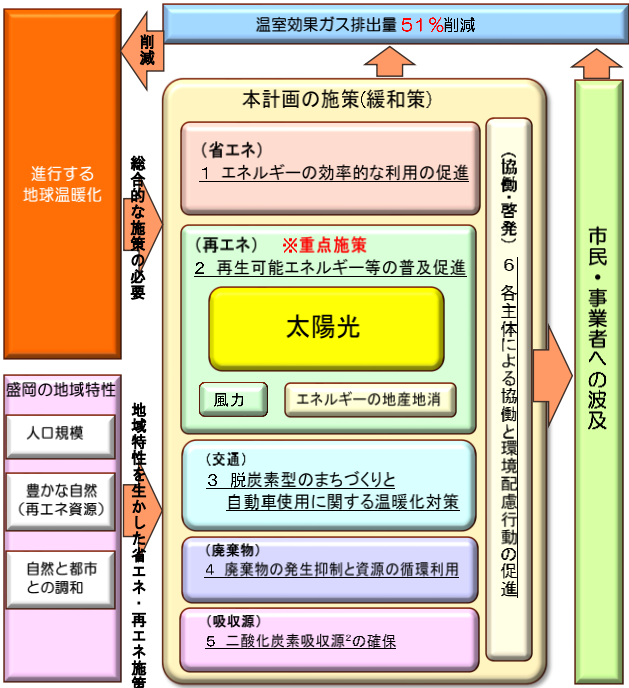 温室効果ガス排出量 51%削減
削減
進行する
地球温暖化
総合的な施策の必要
本計画の施策(緩和策)
(省エネ)
1 エネルギーの効率的な利用の促進
(再エネ) ※重点施策
2 再生可能エネルギー等の普及促進
太陽光
風力
エネルギーの地産地消
(交通)
3 脱炭素型のまちづくりと
自動車使用に関する温暖化対策
(廃棄物)
4 廃棄物の発生抑制と資源の循環利用
(吸収源)
5 二酸化炭素吸収源²の確保
(協働・啓発) 6 各主体による協働と環境配慮行動の促進
市民・事業者への波及
盛岡の地域特性
人口規模
豊かな自然
(再エネ資源)
自然と都市
との調和
地域特性を生かした省エネ・再エネ施策